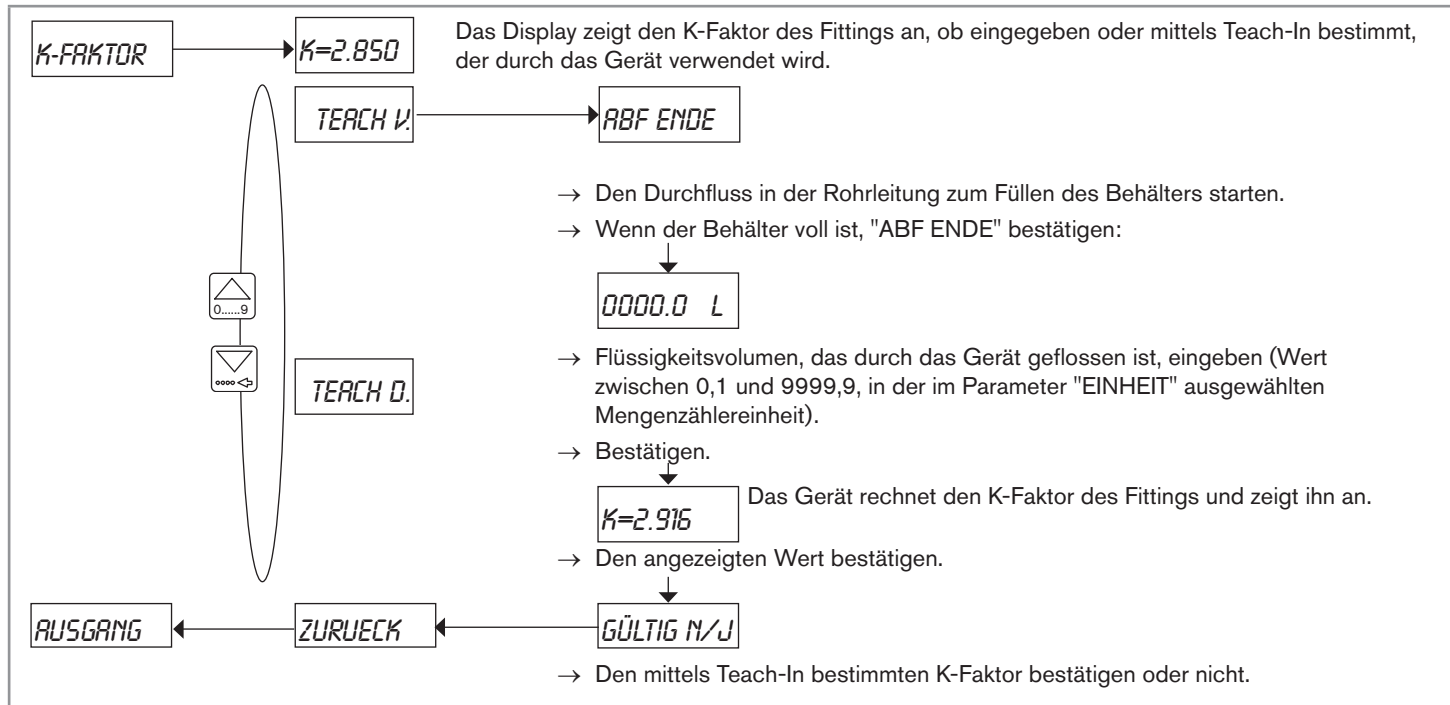 K-FAKTOR
K=2.850
Das Display zeigt den K-Faktor des Fittings an, ob eingegeben oder mittels Teach-In bestimmt,
der durch das Gerät verwendet wird.
TEACH V.
ABF ENDE
→ Den Durchfluss in der Rohrleitung zum Füllen des Behälters starten.
→ Wenn der Behälter voll ist, "ABF ENDE" bestätigen:
0000.0 L
0......9
TEACH D.
→ Flüssigkeitsvolumen, das durch das Gerät geflossen ist, eingeben (Wert
zwischen 0,1 und 9999,9, in der im Parameter "EINHEIT" ausgewählten
Mengenzählereinheit).
→ Bestätigen.
K=2.916
Das Gerät rechnet den K-Faktor des Fittings und zeigt ihn an.
→ Den angezeigten Wert bestätigen.
AUSGANG
ZURUECK
GÜLTIG N/J
→ Den mittels Teach-In bestimmten K-Faktor bestätigen oder nicht.